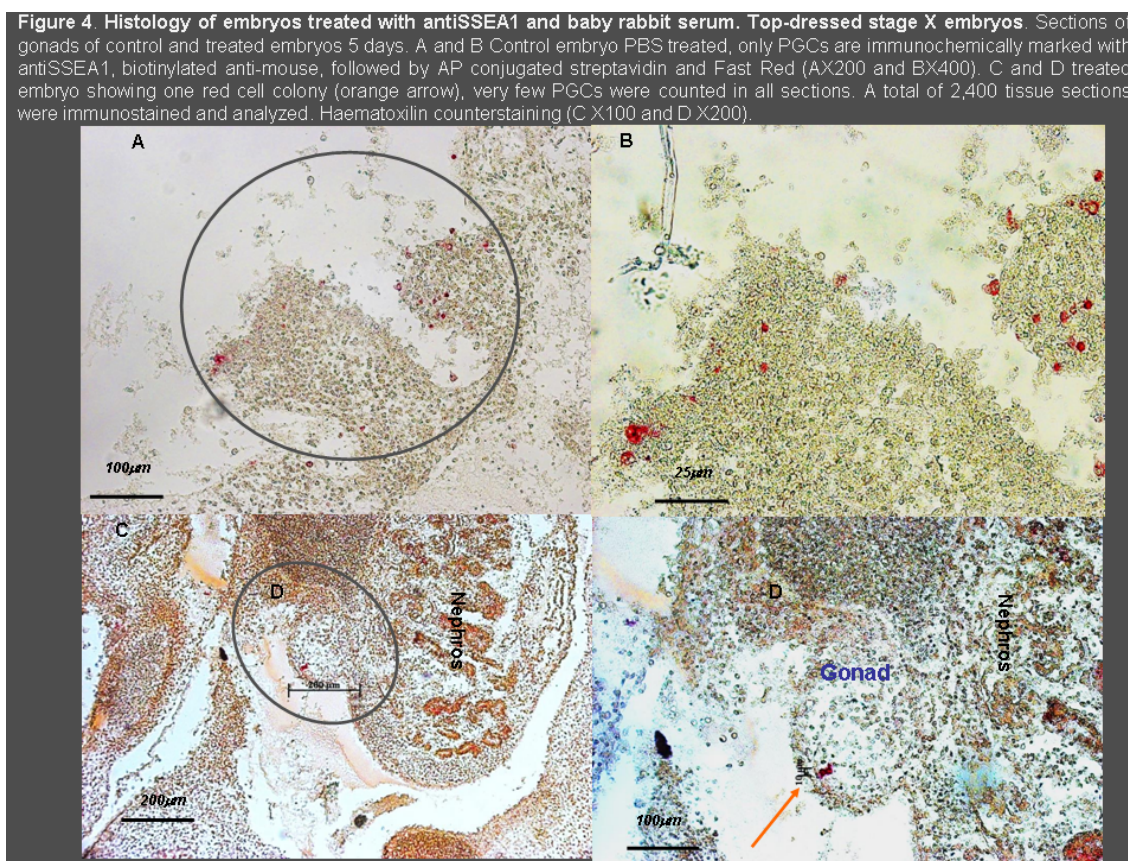 Figure 4. Histology of embryos treated with antiSSEA1 and baby rabbit serum. Top-dressed stage X embryos. Sections of
gonads of control and treated embryos 5 days. A and B Control embryo PBS treated, only PGCs are immunochemically marked with
antiSSEA1, biotinylated anti-mouse, followed by AP conjugated streptavidin and Fast Red (AX200 and BX400). C and D treated
embryo showing one red cell colony (orange arrow), very few PGCs were counted in all sections. A total of 2,400 tissue sections
were immunostained and analyzed. Haematoxilin counterstaining (C X100 and D X200).
A
B
100µm
25µm
C
D
Nephros
200µm
D
Gonad
Nephros
100µm